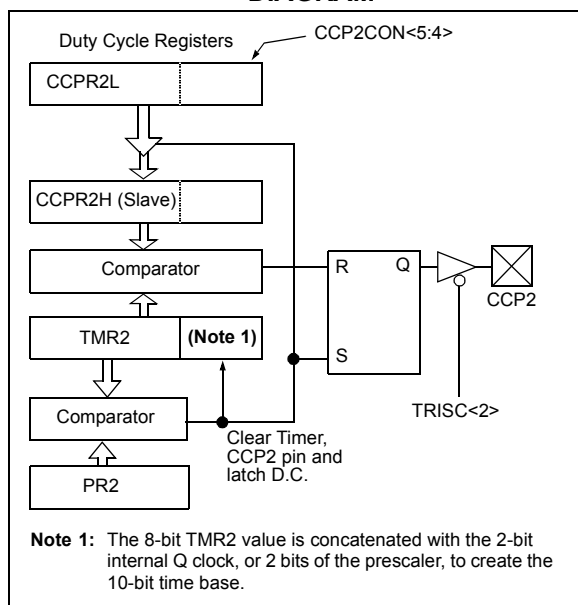 Duty Cycle Registers
CCP2CON<5:4>
CCPR2L
CCPR2H (Slave)
Comparator
R Q
CCP2
TMR2 (Note 1)
S
TRISC<2>
Comparator
Clear Timer,
CCP2 pin and
latch D.C.
PR2
Note 1: The 8-bit TMR2 value is concatenated with the 2-bit
internal Q clock, or 2 bits of the prescaler, to create the
10-bit time base.